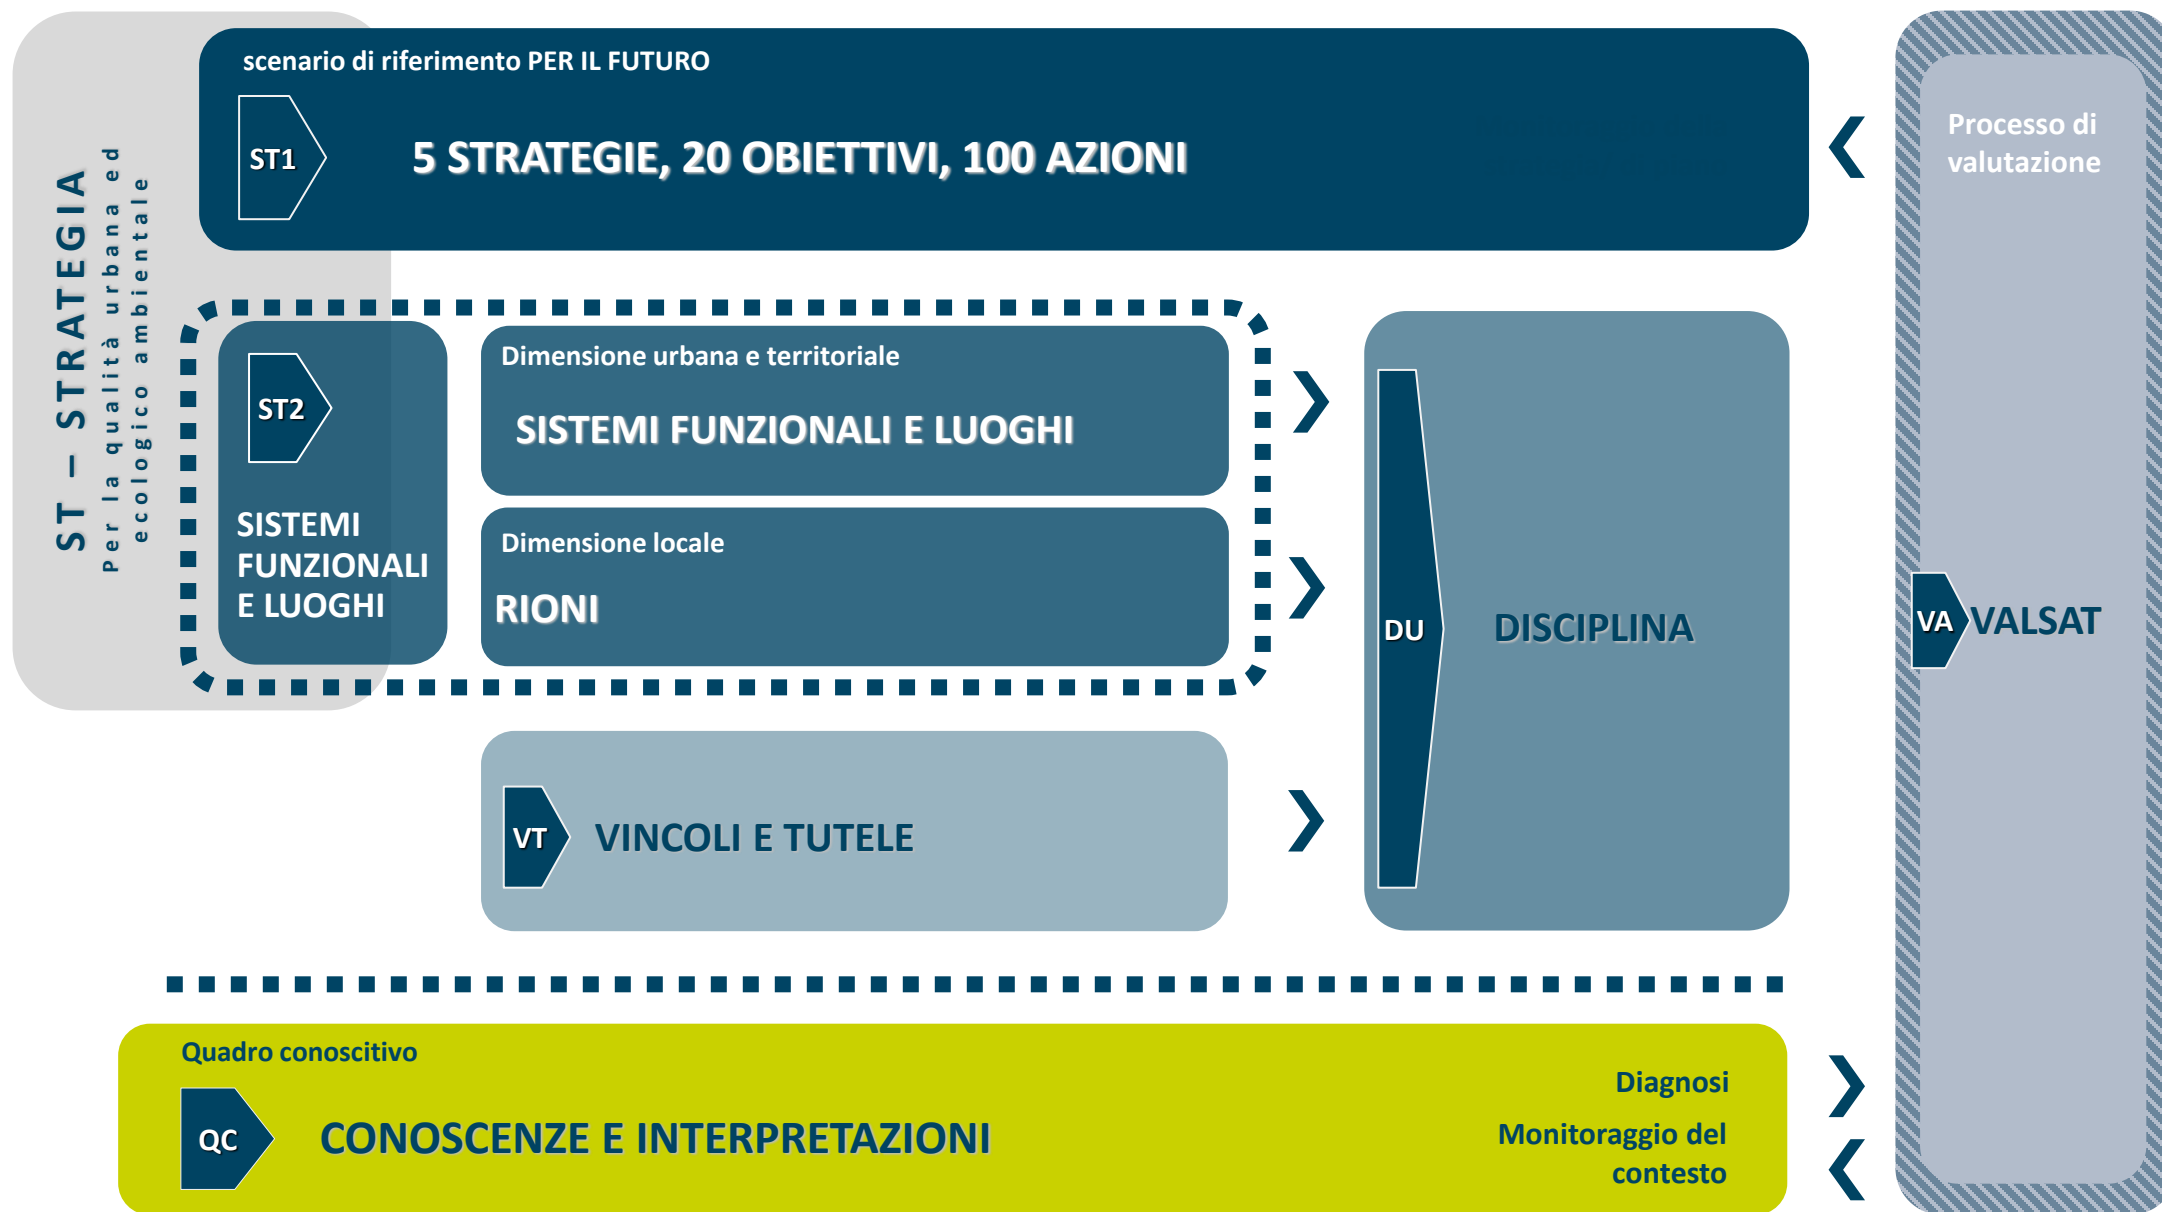 ST – STRATEGIA
Per la qualità urbana ed
ecologico ambientale
scenario di riferimento PER IL FUTURO
ST1
5 STRATEGIE, 20 OBIETTIVI, 100 AZIONI
Processo di
valutazione
ST2
SISTEMI
FUNZIONALI
E LUOGHI
Dimensione urbana e territoriale
SISTEMI FUNZIONALI E LUOGHI
Dimensione locale
RIONI
DU
DISCIPLINA
VA
VALSAT
VT
VINCOLI E TUTELE
Quadro conoscitivo
QC
CONOSCENZE E INTERPRETAZIONI
Diagnosi
Monitoraggio del
contesto